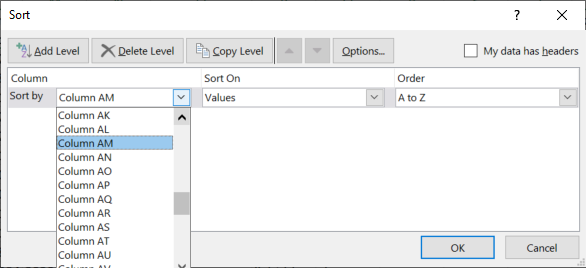 Sort
?
Add Level Delete Level Copy Level Options... My data has headers
Column Sort On Order
Sort by Column AM Values A to Z
Column AK
Column AL
Column AM
Column AN
Column AO
Column AP
Column AQ
Column AR
Column AS
Column AT
Column AU
OK Cancel